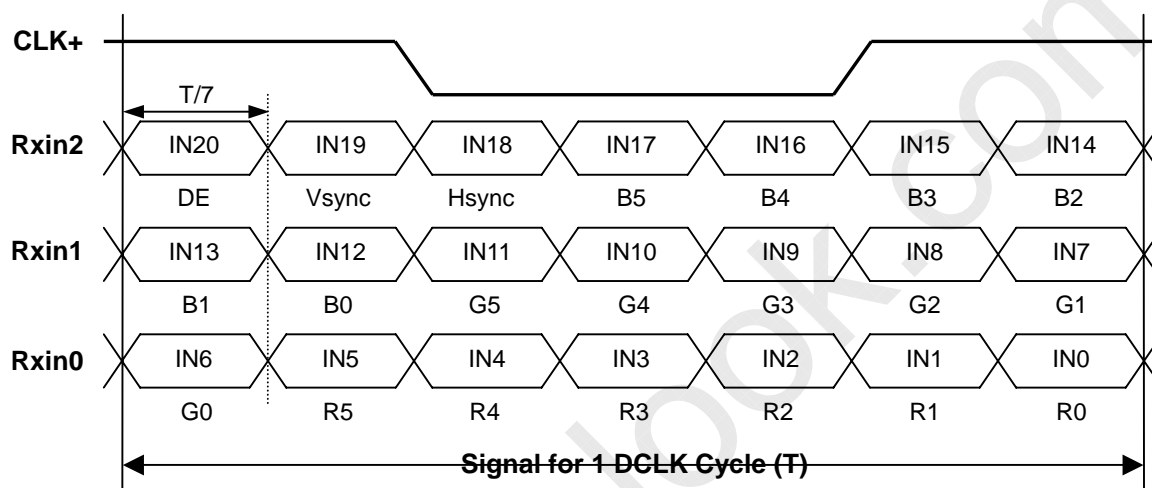 CLK+
T/7
Rxin2 IN20 IN19 IN18 IN17 IN16 IN15 IN14
DE Vsync Hsync B5 B4 B3 B2
Rxin1 IN13 IN12 IN11 IN10 IN9 IN8 IN7
B1 B0 G5 G4 G3 G2 G1
Rxin0 IN6 IN5 IN4 IN3 IN2 IN1 IN0
G0 R5 R4 R3 R2 R1 R0
Signal for 1 DCLK Cycle (T)
look.com